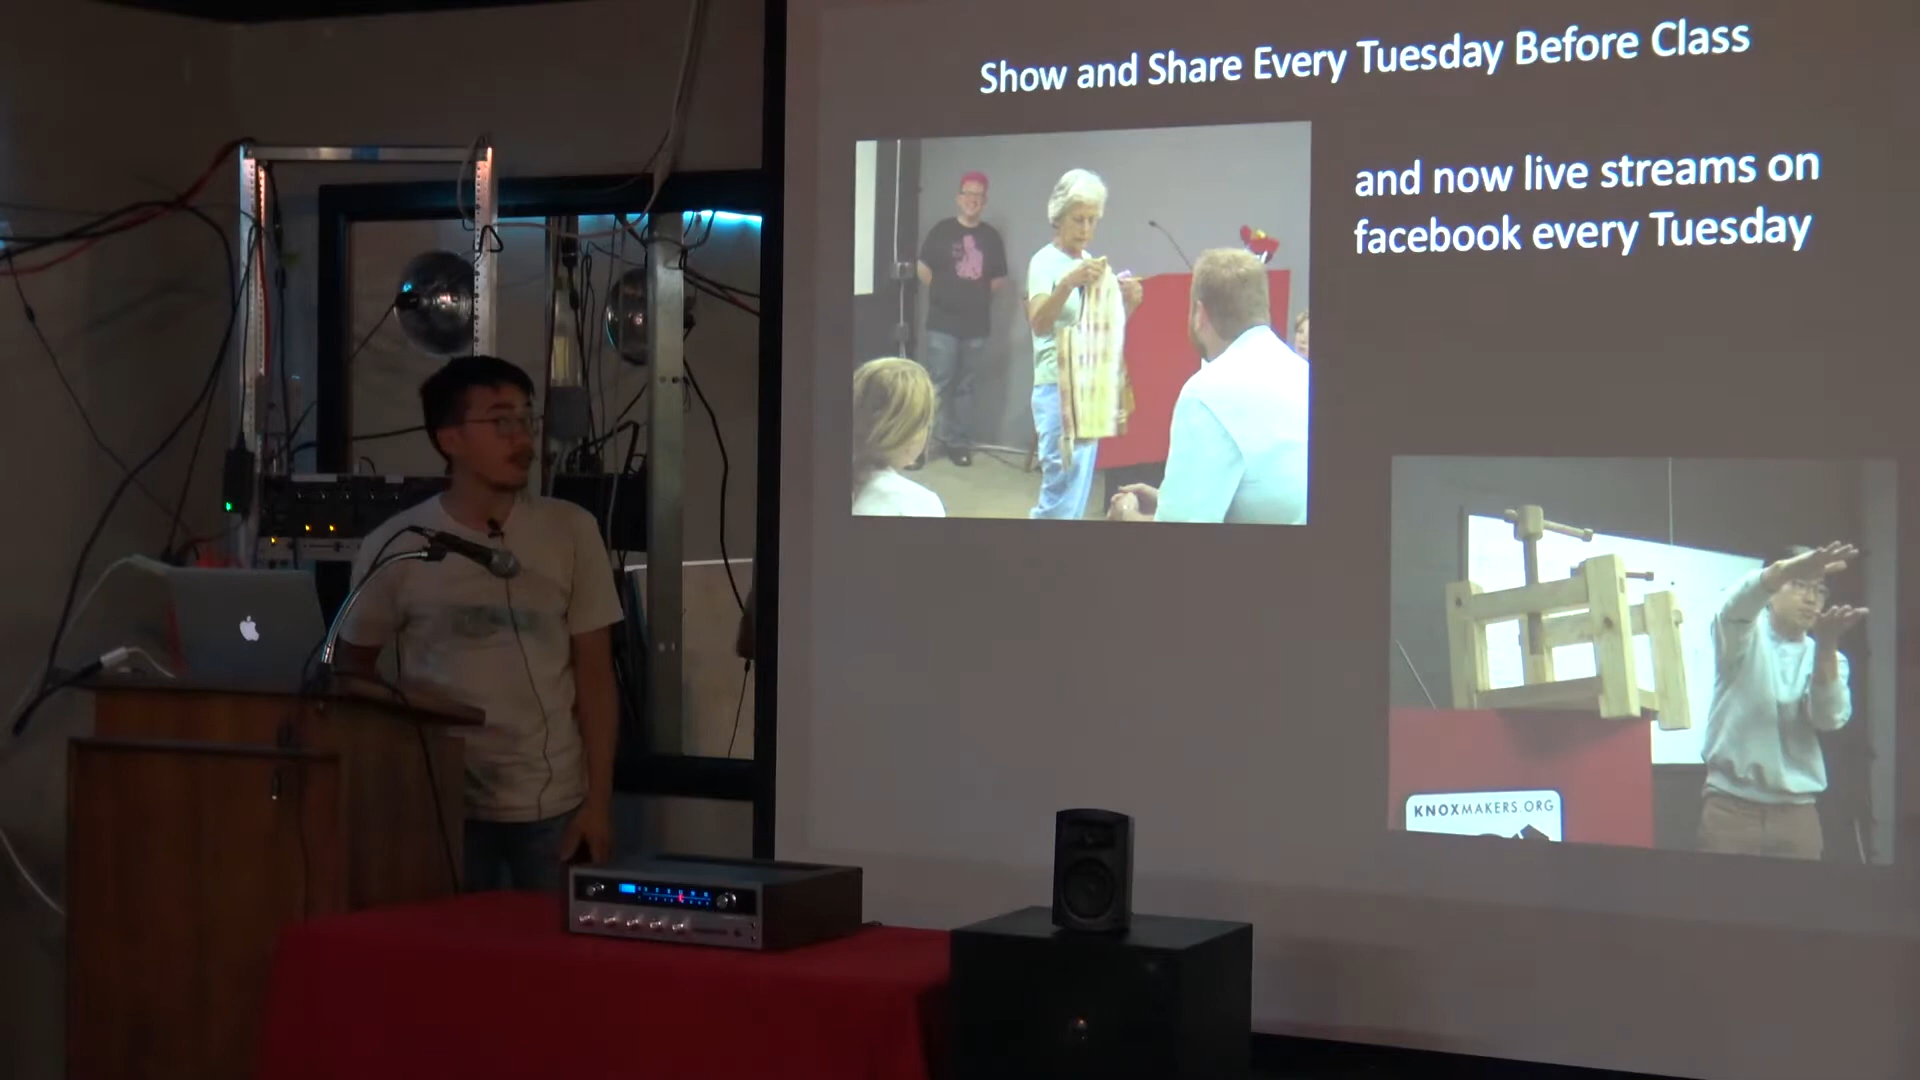 Show and Share Every Tuesday Before Class
and now live streams on
facebook every Tuesday
KNOXMAKERS.ORG